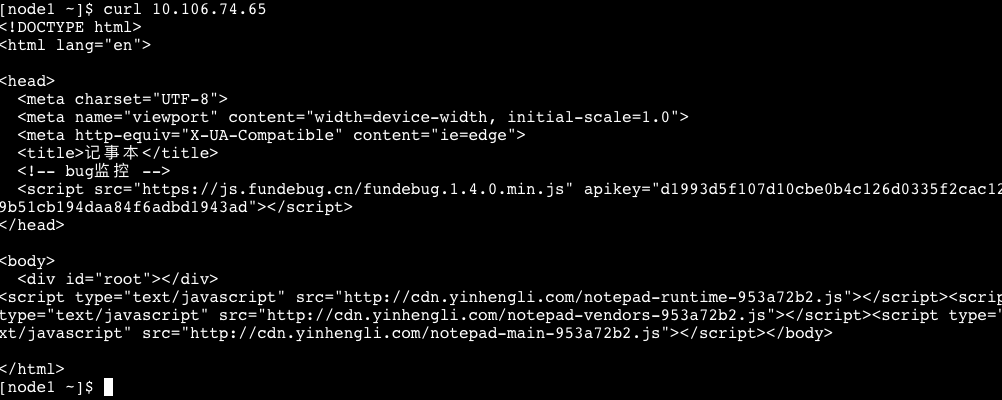 [node1 ~]$ curl 10.106.74.65
<!DOCTYPE html>
<html lang="en">
<head>
  <meta charset="UTF-8">
  <meta name="viewport" content="width=device-width, initial-scale=1.0">
  <meta http-equiv="X-UA-Compatible" content="ie=edge">
  <title>记事本</title>
  <!-- bug监控 -->
  <script src="https://js.fundebug.cn/fundebug.1.4.0.min.js" apikey="d1993d5f107d10cbe0b4c126d0335f2cac12
9b51cb194daa84f6adbd1943ad"></script>
</head>
<body>
  <div id="root"></div>
<script type="text/javascript" src="http://cdn.yinhengli.com/notepad-runtime-953a72b2.js"></script><scrip
type="text/javascript" src="http://cdn.yinhengli.com/notepad-vendors-953a72b2.js"></script><script type="
xt/javascript" src="http://cdn.yinhengli.com/notepad-main-953a72b2.js"></script></body>
</html>
[node1 ~]$